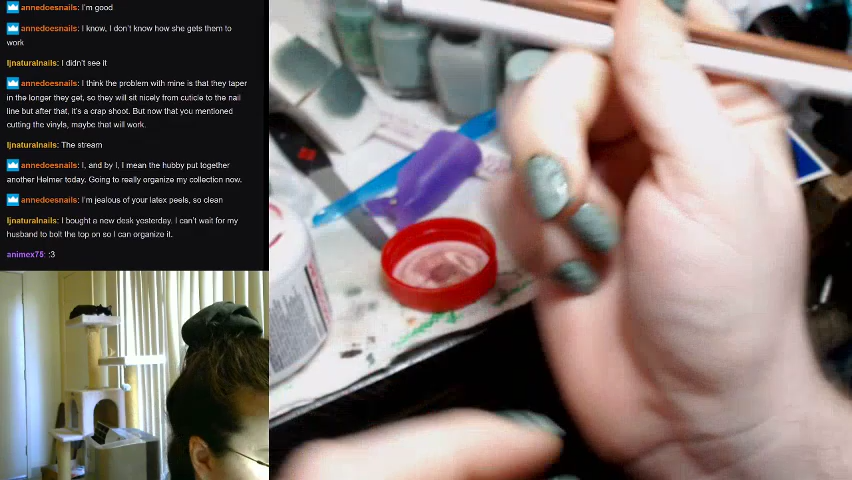 annedoesnails: I'm good
annedoesnails: I know, I don't know how she gets them to
work
ljnaturalnails: I didn't see it
annedoesnails: I think the problem with mine is that they taper
in the longer they get, so they will sit nicely from cuticle to the nail
line but after that, it's a crap shoot. But now that you mentioned
cutting the vinyls, maybe that will work.
ljnaturalnails: The stream
annedoesnails: I, and by I, I mean the hubby put together
another Helmer today. Going to really organize my collection now.
annedoesnails: I'm jealous of your latex peels, so clean
ljnaturalnails: I bought a new desk yesterday. I can't wait for my
husband to bolt the top on so I can organize it.
animex75: :3